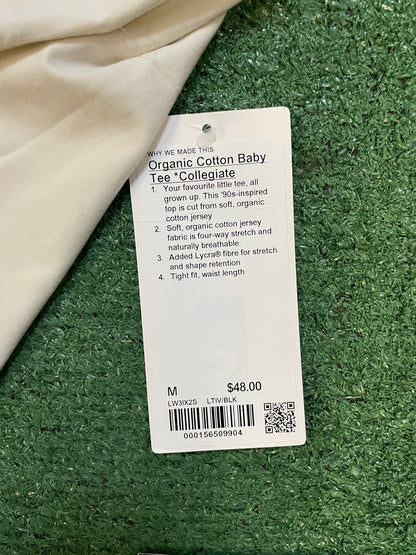 WHY WE MADE THIS
Organic Cotton Baby
Tee *Collegiate
1. Your favourite little tee, all
grown up. This '90s-inspired
top is cut from soft, organic
cotton jersey
2. Soft, organic cotton jersey
fabric is four-way stretch and
naturally breathable
3. Added Lycra® fibre for stretch
and shape retention
4. Tight fit, waist length
M $48.00
LW3IX2S LTIV/BLK
000156509904